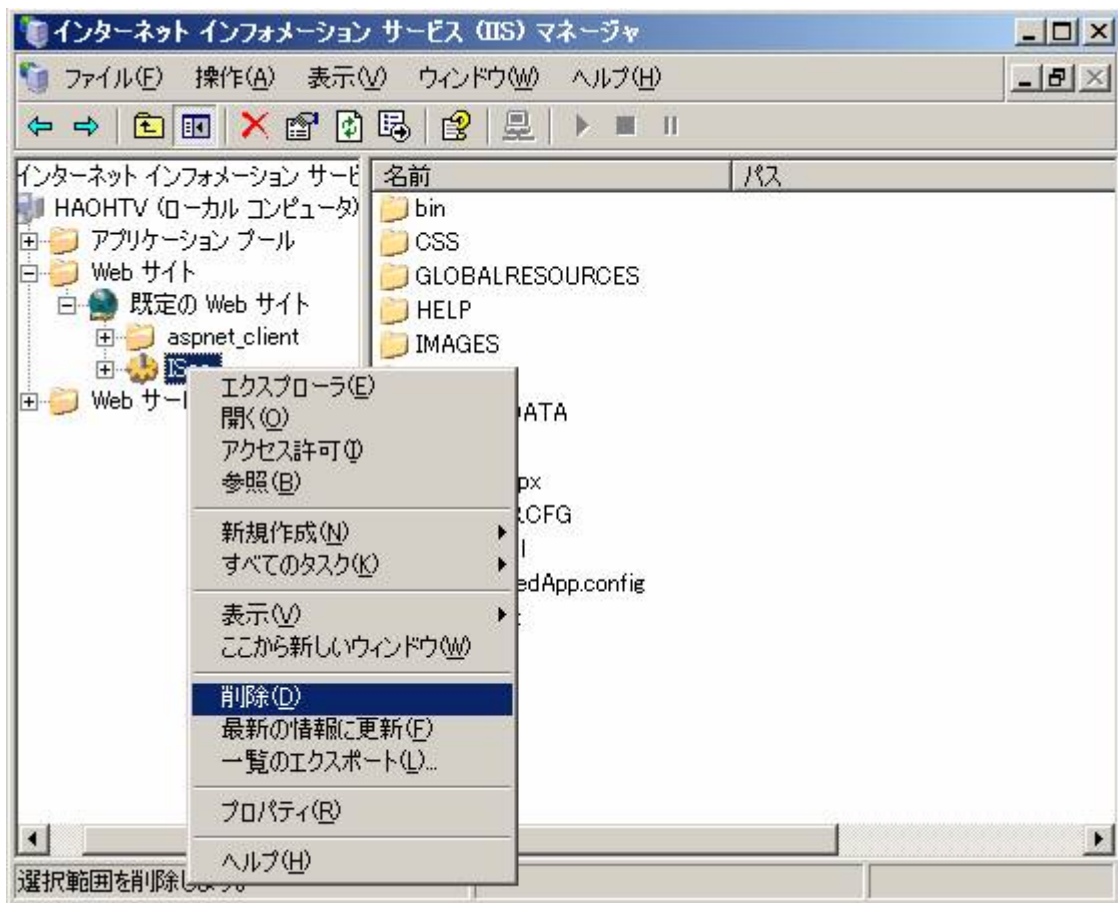 インターネット インフォメーション サービス (IIS) マネージャ
ファイル(F) 操作(A) 表示(V) ウィンドウ(W) ヘルプ(H)
インターネット インフォメーション サービ
HAOHTV (ローカル コンピュータ)
アプリケーション プール
Web サイト
既定の Web サイト
aspnet_client
Web サー
名前 パス
bin
CSS
GLOBALRESOURCES
HELP
IMAGES
ATA
px
.CFG
edApp.config
エクスプローラ(E)
開く(O)
アクセス許可(I)
参照(B)
新規作成(N)
すべてのタスク(K)
表示(V)
ここから新しいウィンドウ(W)
削除(D)
最新の情報に更新(F)
一覧のエクスポート(L)...
プロパティ(R)
ヘルプ(H)
選択範囲を削除します。